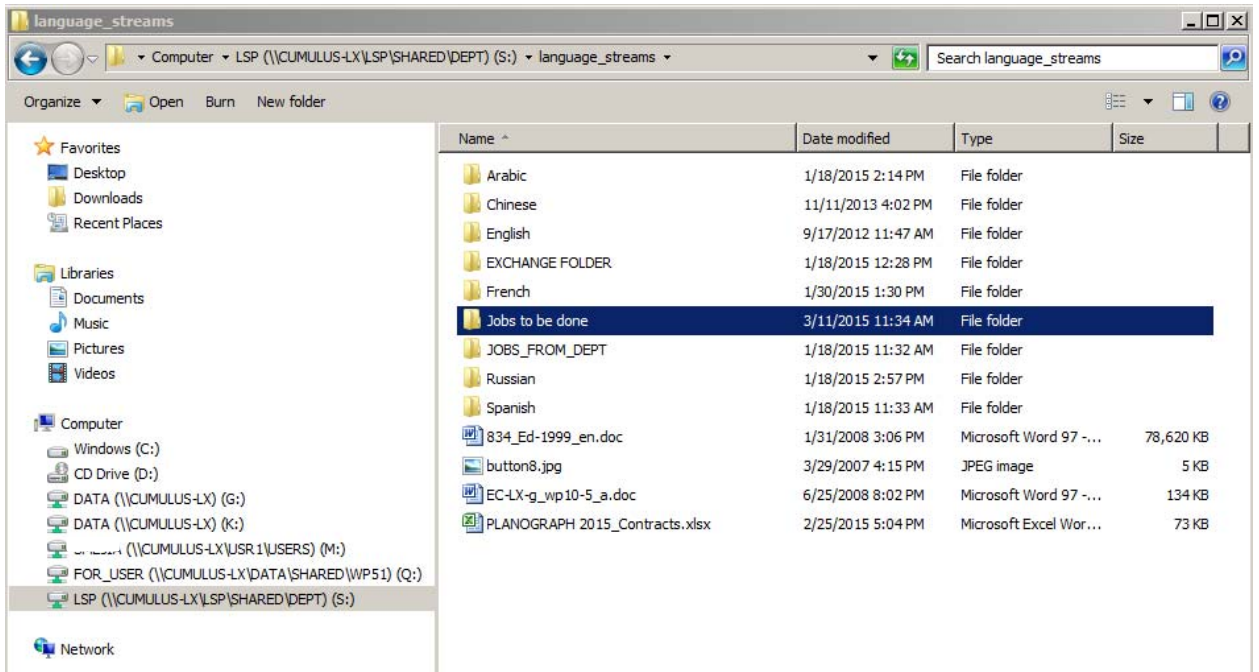 language_streams
Computer LSP (\\CUMULUS-LX\LSP\SHARED\DEPT) (S:) language_streams
Search language_streams
Organize Open Burn New folder
Favorites
Desktop
Downloads
Recent Places
Libraries
Documents
Music
Pictures
Videos
Computer
Windows (C:)
CD Drive (D:)
DATA (\\CUMULUS-LX) (G:)
DATA (\\CUMULUS-LX) (K:)
(\\CUMULUS-LX\USR1\USERS) (M:)
FOR_USER (\\CUMULUS-LX\DATA\SHARED\WP51) (Q:)
LSP (\\CUMULUS-LX\LSP\SHARED\DEPT) (S:)
Network
Name Date modified Type Size
Arabic 1/18/2015 2:14 PM File folder
Chinese 11/11/2013 4:02 PM File folder
English 9/17/2012 11:47 AM File folder
EXCHANGE FOLDER 1/18/2015 12:28 PM File folder
French 1/30/2015 1:30 PM File folder
Jobs to be done 3/11/2015 11:34 AM File folder
JOBS_FROM_DEPT 1/18/2015 11:32 AM File folder
Russian 1/18/2015 2:57 PM File folder
Spanish 1/18/2015 11:33 AM File folder
834_Ed-1999_en.doc 1/31/2008 3:06 PM Microsoft Word 97 -... 78,620 KB
button8.jpg 3/29/2007 4:15 PM JPEG image 5 KB
EC-LX-g_wp10-5_a.doc 6/25/2008 8:02 PM Microsoft Word 97 -... 134 KB
PLANOGRAPH 2015_Contracts.xlsx 2/25/2015 5:04 PM Microsoft Excel Wor... 73 KB